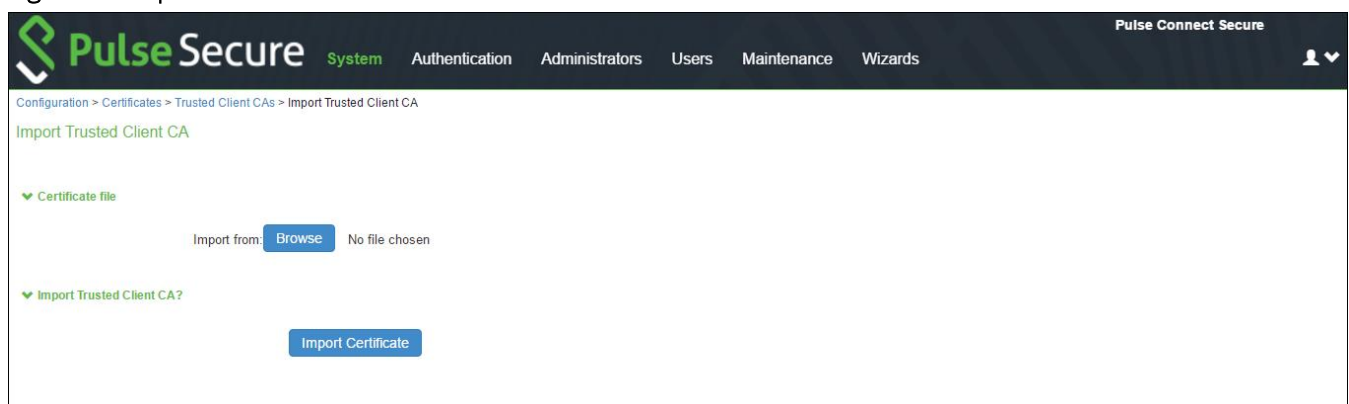 Pulse Connect Secure
Pulse Secure System Authentication Administrators Users Maintenance Wizards
Configuration > Certificates > Trusted Client CAs > Import Trusted Client CA
Import Trusted Client CA
Certificate file
Import from: Browse No file chosen
Import Trusted Client CA?
Import Certificate